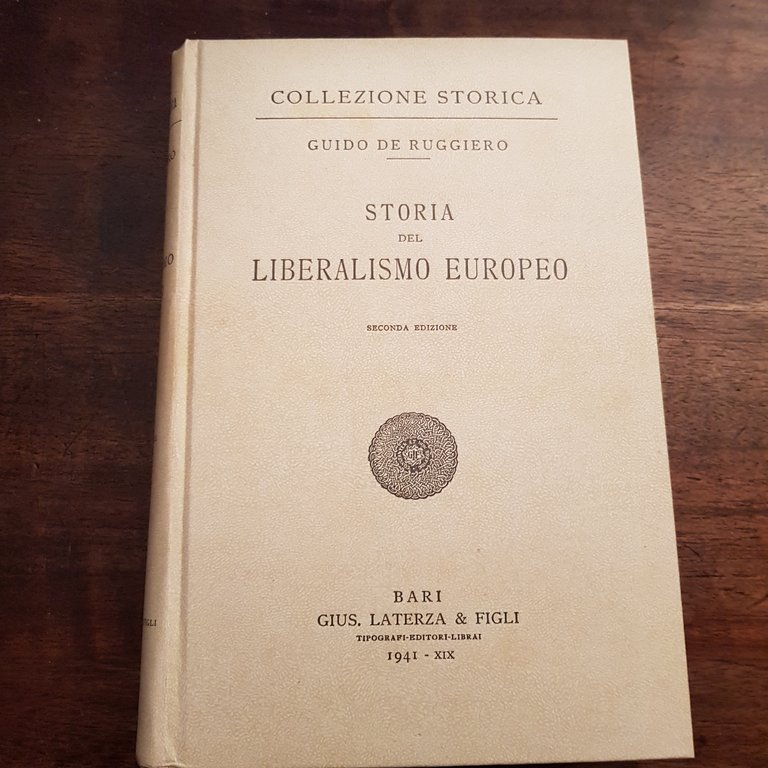 COLLEZIONE STORICA
GUIDO DE RUGGIERO
STORIA
DEL
LIBERALISMO EUROPEO
SECONDA EDIZIONE
BARI
GIUS. LATERZA & FIGLI
TIPOGRAFI-EDITORI-LIBRAI
1941 - XIX